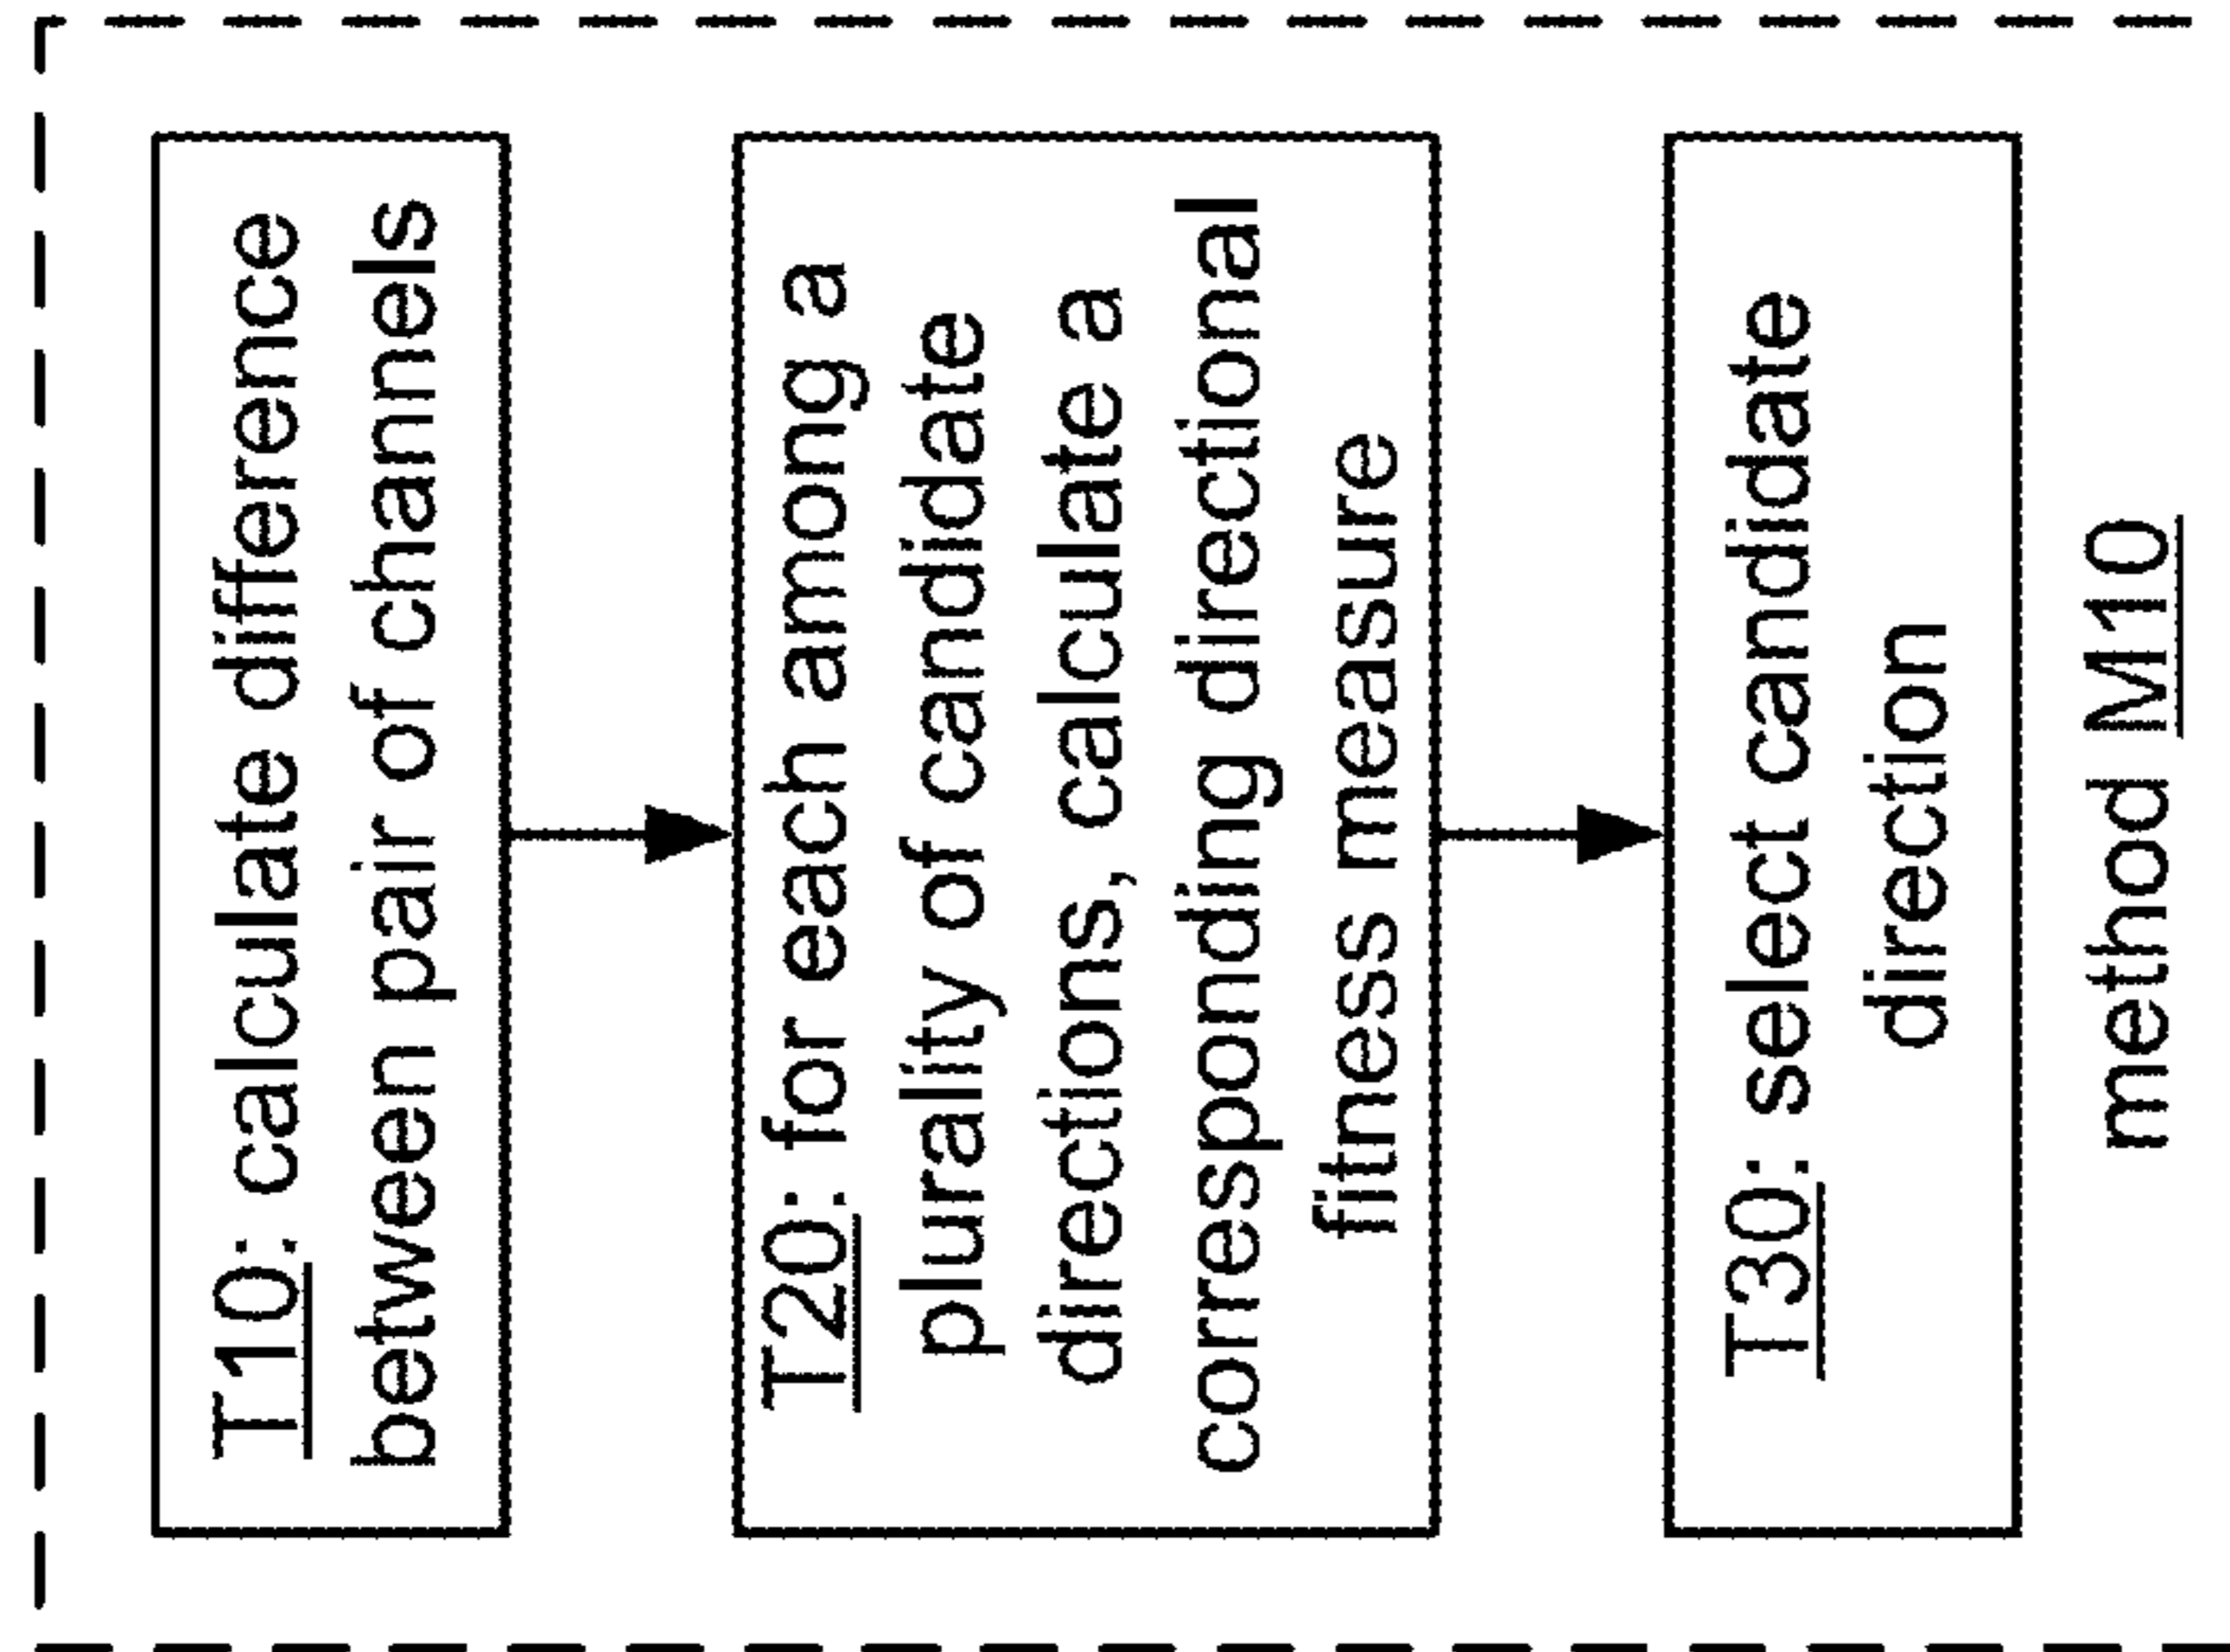 T10: calculate difference
between pair of channels
T20: for each among a
plurality of candidate
directions, calculate a
corresponding directional
fitness measure
T30: select candidate
direction
method M10